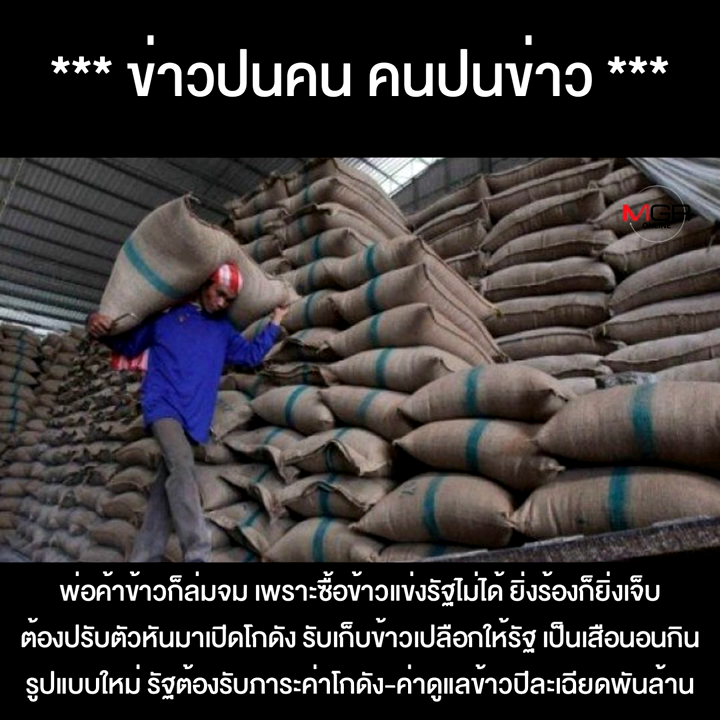 *** ข่าวปนคน คนปนข่าว ***
MGR
ONLINE
พ่อค้าข้าวก็ล่มจม เพราะซื้อข้าวแข่งรัฐไม่ได้ ยิ่งร้องก็ยิ่งเจ็บ
ต้องปรับตัวหันมาเปิดโกดัง รับเก็บข้าวเปลือกให้รัฐ เป็นเสือนอนกิน
รูปแบบใหม่ รัฐต้องรับภาระค่าโกดัง-ค่าดูแลข้าวปีละเฉียดพันล้าน